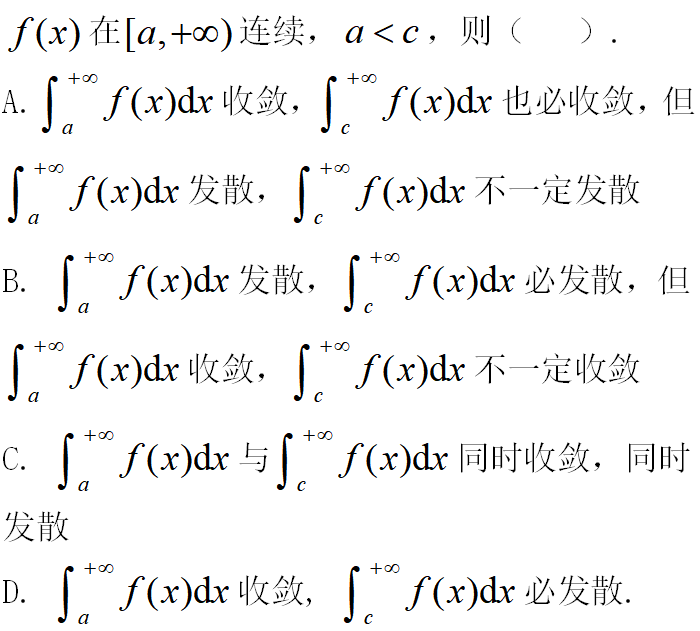 f(x)在[a,+∞)连续，a<c，则（　　）.
A. ∫_a^{+∞} f(x)dx 收敛，∫_c^{+∞} f(x)dx 也必收敛，但
∫_a^{+∞} f(x)dx 发散，∫_c^{+∞} f(x)dx 不一定发散
B. ∫_a^{+∞} f(x)dx 发散，∫_c^{+∞} f(x)dx 必发散，但
∫_a^{+∞} f(x)dx 收敛，∫_c^{+∞} f(x)dx 不一定收敛
C. ∫_a^{+∞} f(x)dx 与 ∫_c^{+∞} f(x)dx 同时收敛，同时
发散
D. ∫_a^{+∞} f(x)dx 收敛，∫_c^{+∞} f(x)dx 必发散.